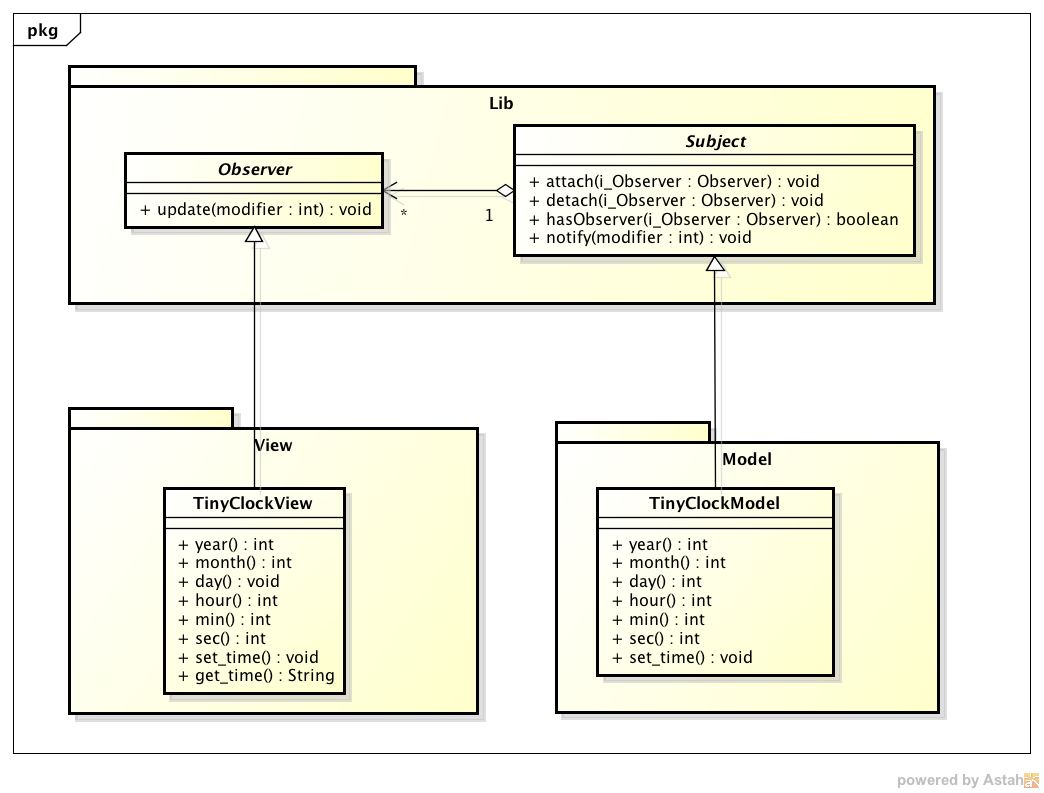 pkg
Lib
Observer
+ update(modifier : int) : void
*
1
Subject
+ attach(i_Observer : Observer) : void
+ detach(i_Observer : Observer) : void
+ hasObserver(i_Observer : Observer) : boolean
+ notify(modifier : int) : void
View
TinyClockView
+ year() : int
+ month() : int
+ day() : void
+ hour() : int
+ min() : int
+ sec() : int
+ set_time() : void
+ get_time() : String
Model
TinyClockModel
+ year() : int
+ month() : int
+ day() : int
+ hour() : int
+ min() : int
+ sec() : int
+ set_time() : void
powered by Astah